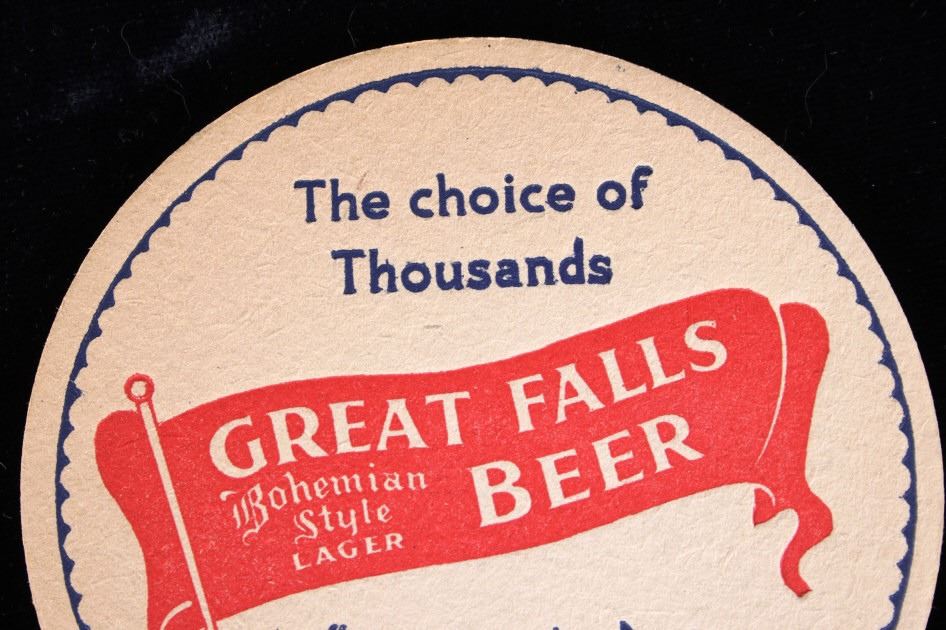 The choice of
Thousands
GREAT FALLS
Bohemian
Style
LAGER
BEER